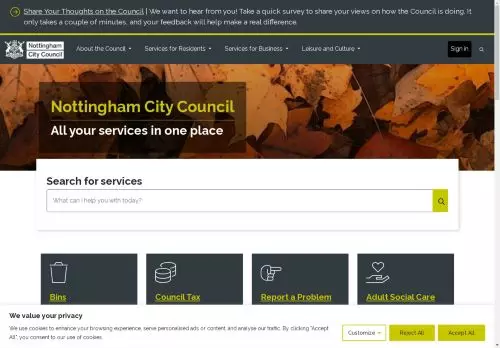 Share Your Thoughts on the Council | We want to hear from you! Take a quick survey to share your views on how the Council is doing. It
only takes a couple of minutes, and your feedback will help make a real difference.
Nottingham
City Council
About the Council
Services for Residents
Services for Business
Leisure and Culture
Sign in
Nottingham City Council
All your services in one place
Search for services
What can I help you with today?
Bins
Council Tax
Report a Problem
Adult Social Care
We value your privacy
We use cookies to enhance your browsing experience, serve personalised ads or content, and analyse our traffic. By clicking "Accept
All", you consent to our use of cookies.
Customize
Reject All
Accept All